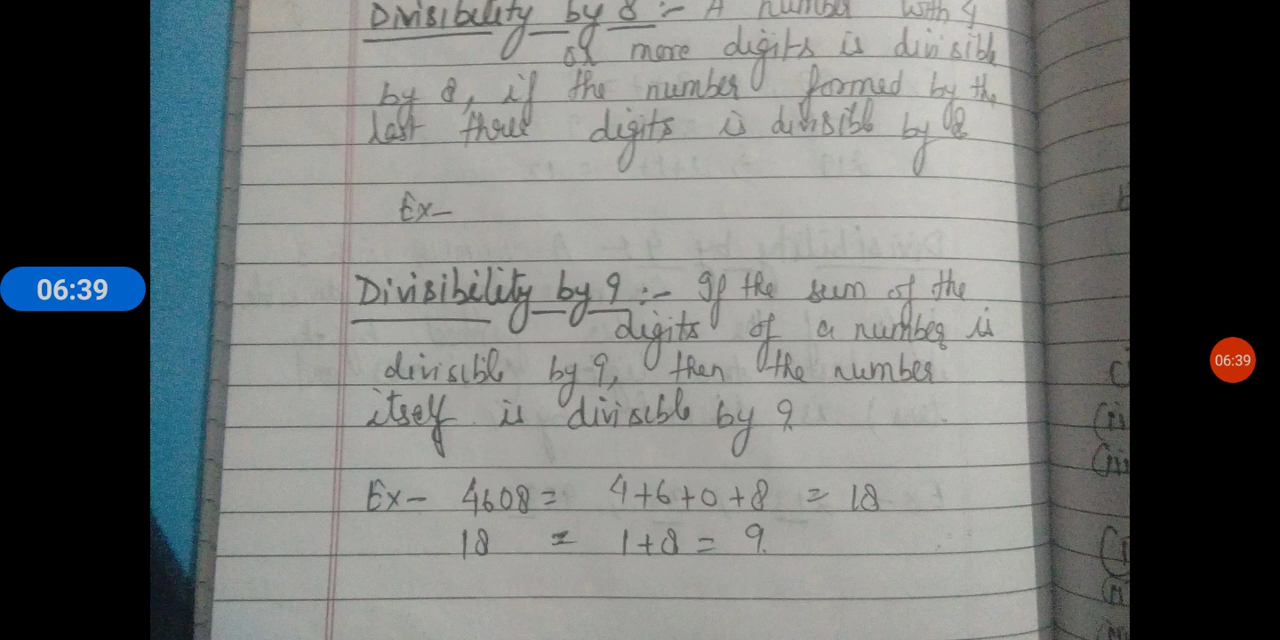 Divisibility by 8 :- A number with 4
or more digits is divisible
by 8, if the number formed by the
last three digits is divisible by 8
Ex-
Divisibility by 9 :- If the sum of the
digits of a number is
divisible by 9, then the number
itself is divisible by 9.
Ex- 4608 = 4+6+0+8 = 18
18 = 1+8 = 9.
06:39
06:39